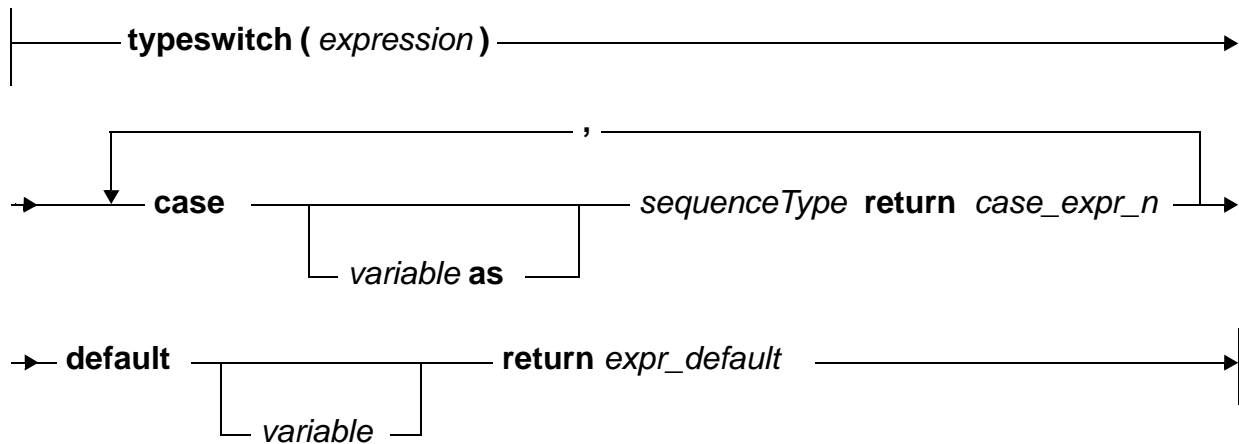 typeswitch ( expression )
,
case sequenceType return case_expr_n
variable as
default return expr_default
variable